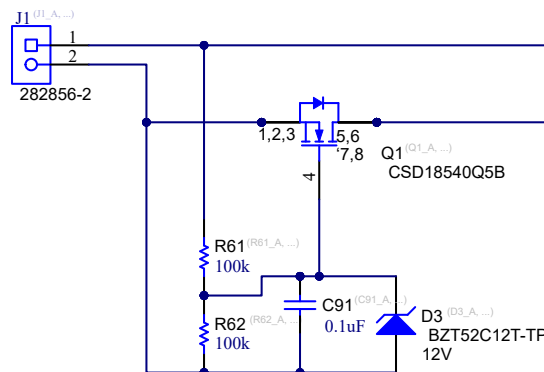 J1 (J1_A, ...)
1
2
282856-2
1,2,3
5,6
‘7,8
4
Q1 (Q1_A, ...)
CSD18540Q5B
R61 (R61_A, ...)
100k
R62 (R62_A, ...)
100k
C91 (C91_A, ...)
0.1uF
D3 (D3_A, ...)
BZT52C12T-TP
12V